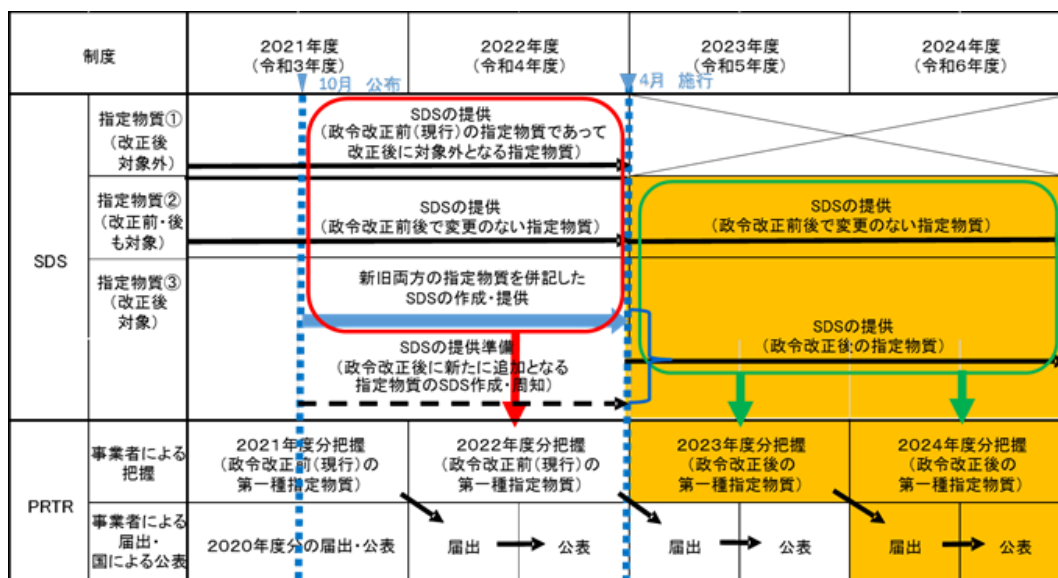 制度
2021年度
(令和3年度)
2022年度
(令和4年度)
2023年度
(令和5年度)
2024年度
(令和6年度)
10月 公布
4月 施行
SDS
指定物質①
(改正後
対象外)
SDSの提供
(政令改正前(現行)の指定物質であって
改正後に対象外となる指定物質)
指定物質②
(改正前・後
も対象)
SDSの提供
(政令改正前後で変更のない指定物質)
SDSの提供
(政令改正前後で変更のない指定物質)
指定物質③
(改正後
対象)
新旧両方の指定物質を併記した
SDSの作成・提供
SDSの提供準備
(政令改正後に新たに追加となる
指定物質のSDS作成・周知)
SDSの提供
(政令改正後の指定物質)
PRTR
事業者による
把握
2021年度分把握
(政令改正前(現行)の
第一種指定物質)
2022年度分把握
(政令改正前(現行)の
第一種指定物質)
2023年度分把握
(政令改正後の
第一種指定物質)
2024年度分把握
(政令改正後の
第一種指定物質)
事業者による
届出・
国による公表
2020年度分の届出・公表
届出
公表
届出
公表
届出
公表